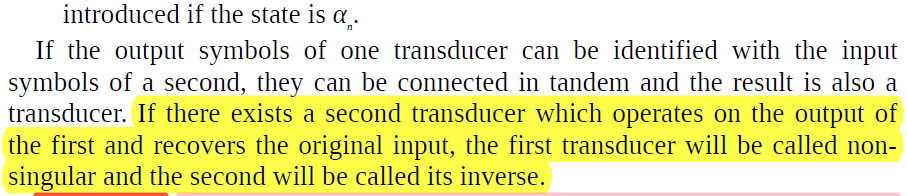 introduced if the state is αn.
If the output symbols of one transducer can be identified with the input
symbols of a second, they can be connected in tandem and the result is also a
transducer. If there exists a second transducer which operates on the output of
the first and recovers the original input, the first transducer will be called non-
singular and the second will be called its inverse.